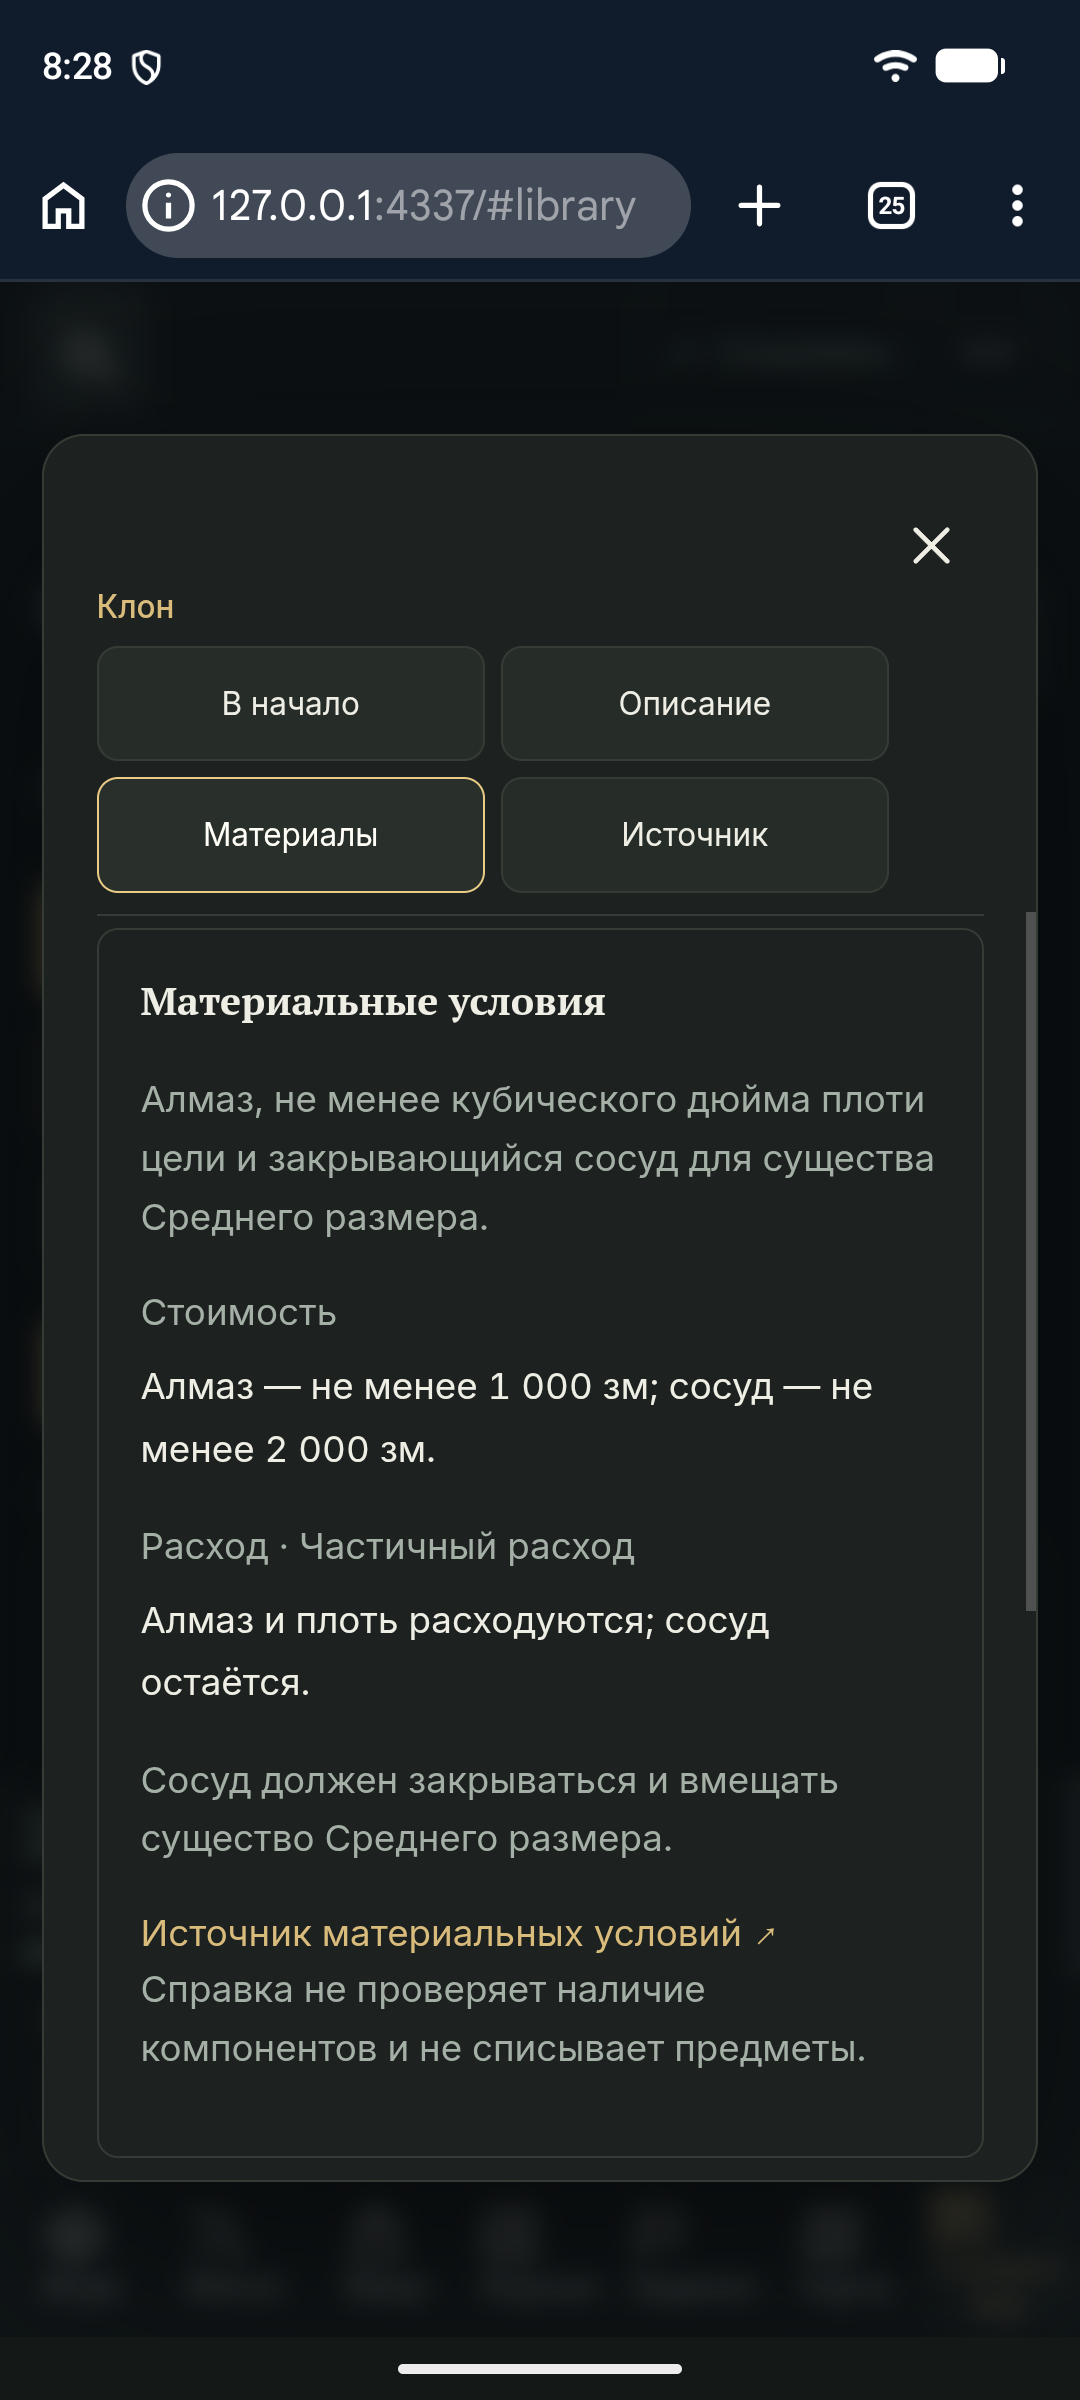 8:28
127.0.0.1:4337/#library
25
Клон
В начало
Описание
Материалы
Источник
Материальные условия
Алмаз, не менее кубического дюйма плоти
цели и закрывающийся сосуд для существа
Среднего размера.
Стоимость
Алмаз — не менее 1 000 зм; сосуд — не
менее 2 000 зм.
Расход · Частичный расход
Алмаз и плоть расходуются; сосуд
остаётся.
Сосуд должен закрываться и вмещать
существо Среднего размера.
Источник материальных условий ↗
Справка не проверяет наличие
компонентов и не списывает предметы.